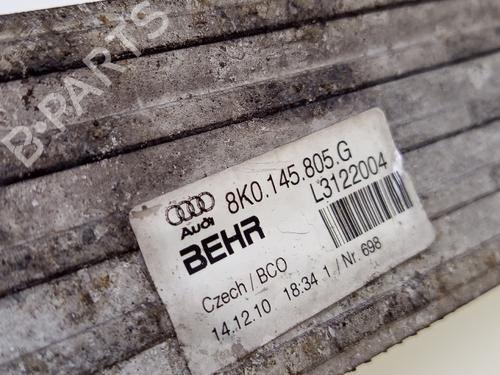 B-PARTS
8K0.145.805.G
L3122004
Audi
BEHR
Czech / BCO
14.12.10 18:34 1 / Nr. 698